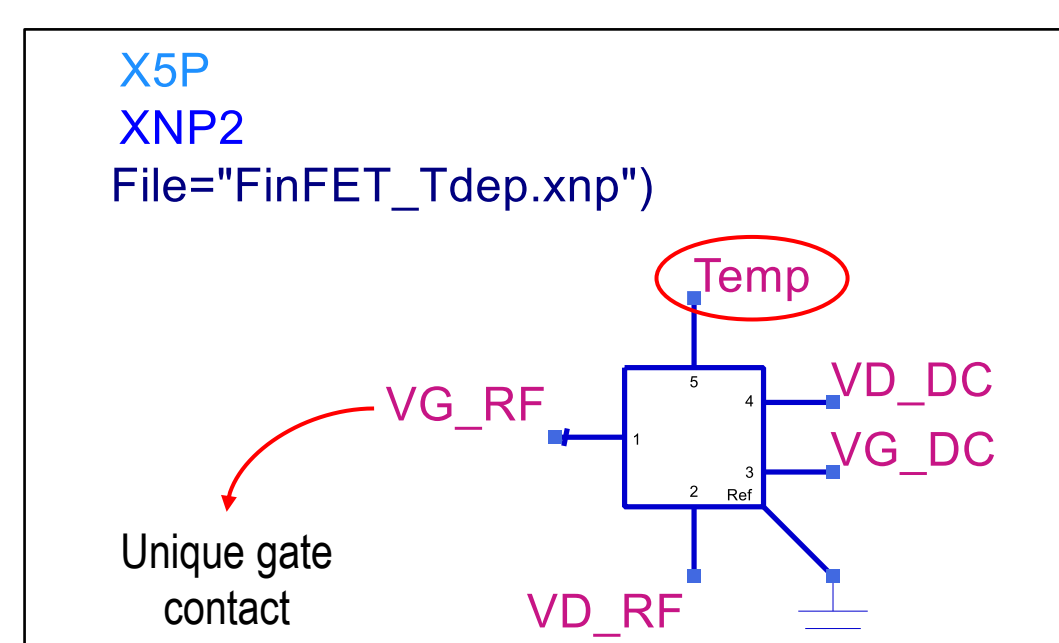 X5P
XNP2
File="FinFET_Tdep.xnp")
Temp
5
VD_DC
4
VG_RF
1
VG_DC
3
2
Ref
Unique gate
contact
VD_RF